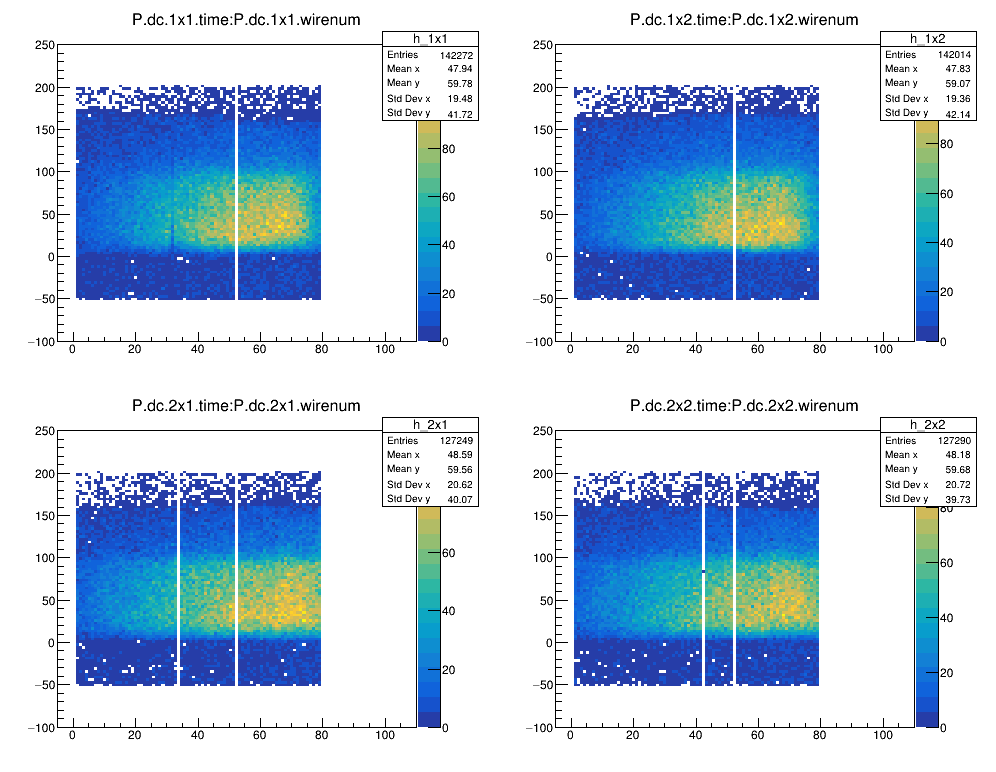 P.dc.1x1.time:P.dc.1x1.wirenum
h_1x1
Entries 142272
Mean x 47.94
Mean y 59.78
Std Dev x 19.48
Std Dev y 41.72
250
200
150
100
50
0
−50
−100
0 20 40 60 80 100
80
60
40
20
0
P.dc.1x2.time:P.dc.1x2.wirenum
h_1x2
Entries 142014
Mean x 47.83
Mean y 59.07
Std Dev x 19.36
Std Dev y 42.14
250
200
150
100
50
0
−50
−100
0 20 40 60 80 100
80
60
40
20
0
P.dc.2x1.time:P.dc.2x1.wirenum
h_2x1
Entries 127249
Mean x 48.59
Mean y 59.56
Std Dev x 20.62
Std Dev y 40.07
250
200
150
100
50
0
−50
−100
0 20 40 60 80 100
60
40
20
0
P.dc.2x2.time:P.dc.2x2.wirenum
h_2x2
Entries 127290
Mean x 48.18
Mean y 59.68
Std Dev x 20.72
Std Dev y 39.73
250
200
150
100
50
0
−50
−100
0 20 40 60 80 100
80
60
40
20
0